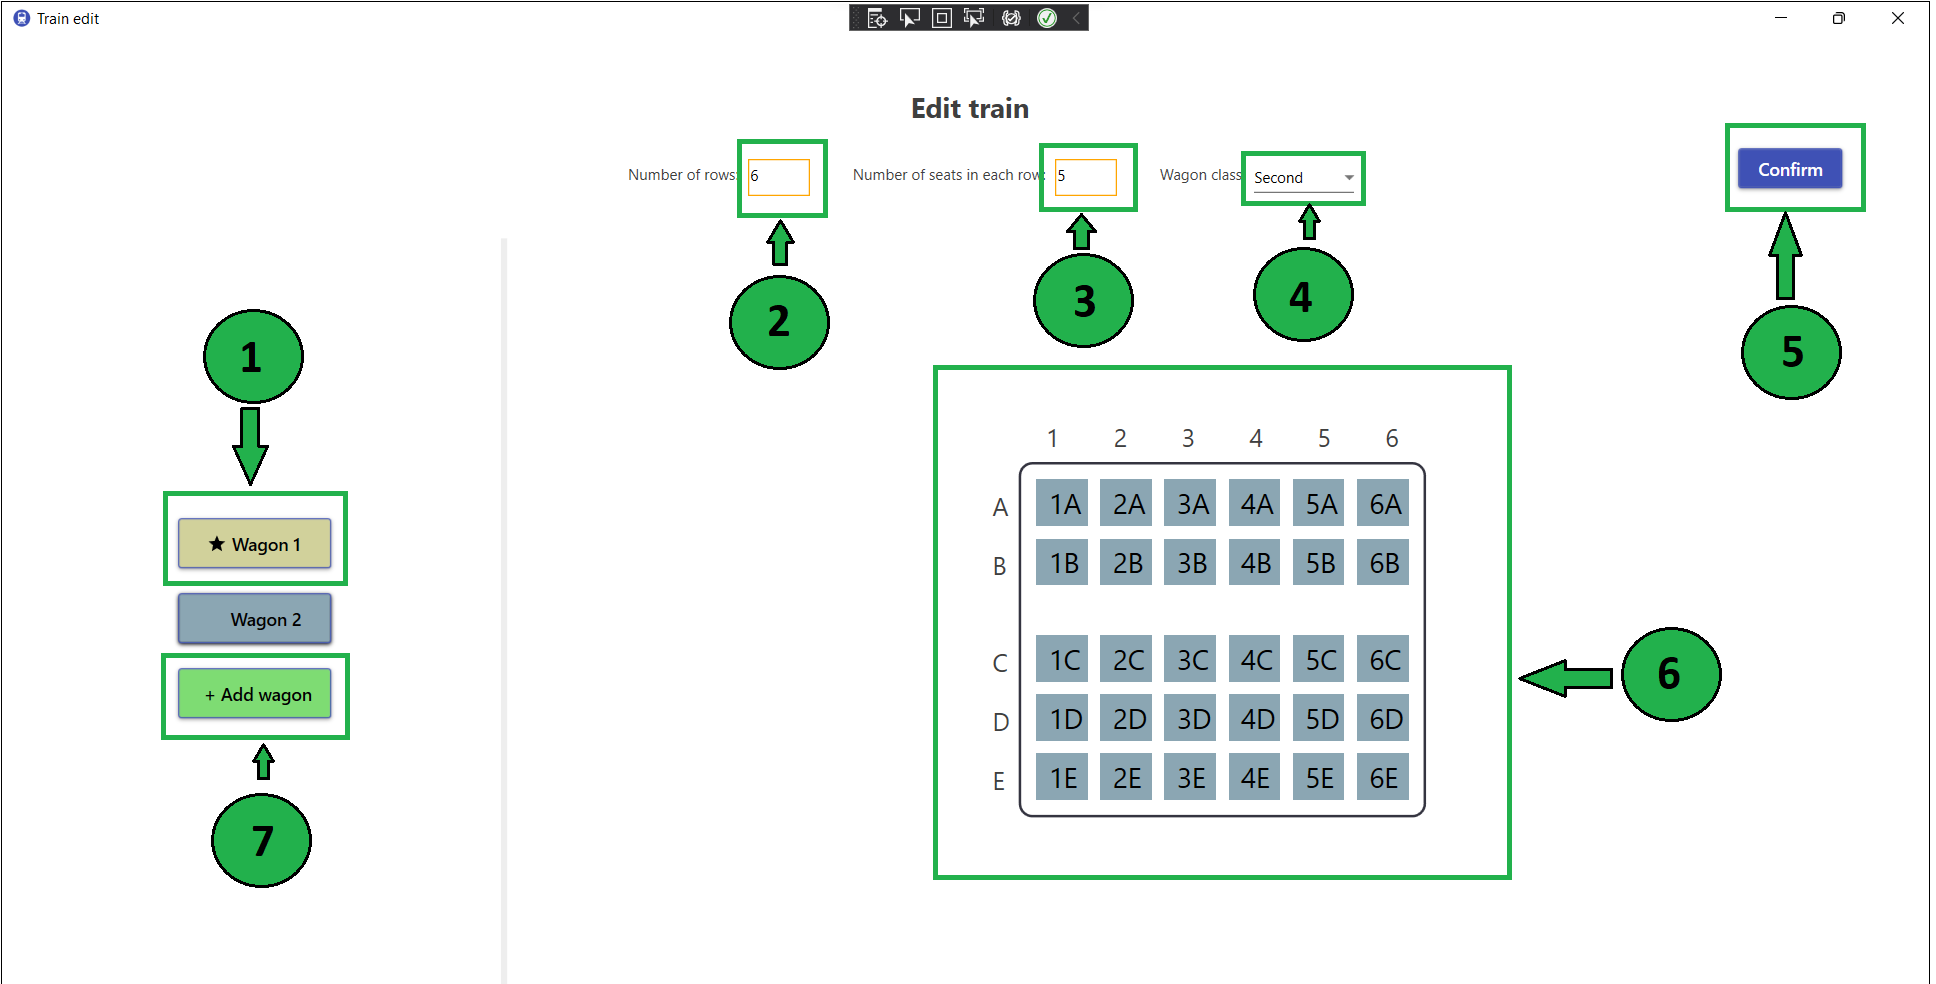 Train edit
Edit train
Number of rows: 6 Number of seats in each row: 5 Wagon class Second
Confirm
2
3
4
5
1
★ Wagon 1
Wagon 2
+ Add wagon
7
1 2 3 4 5 6
A 1A 2A 3A 4A 5A 6A
B 1B 2B 3B 4B 5B 6B
C 1C 2C 3C 4C 5C 6C
D 1D 2D 3D 4D 5D 6D
E 1E 2E 3E 4E 5E 6E
6